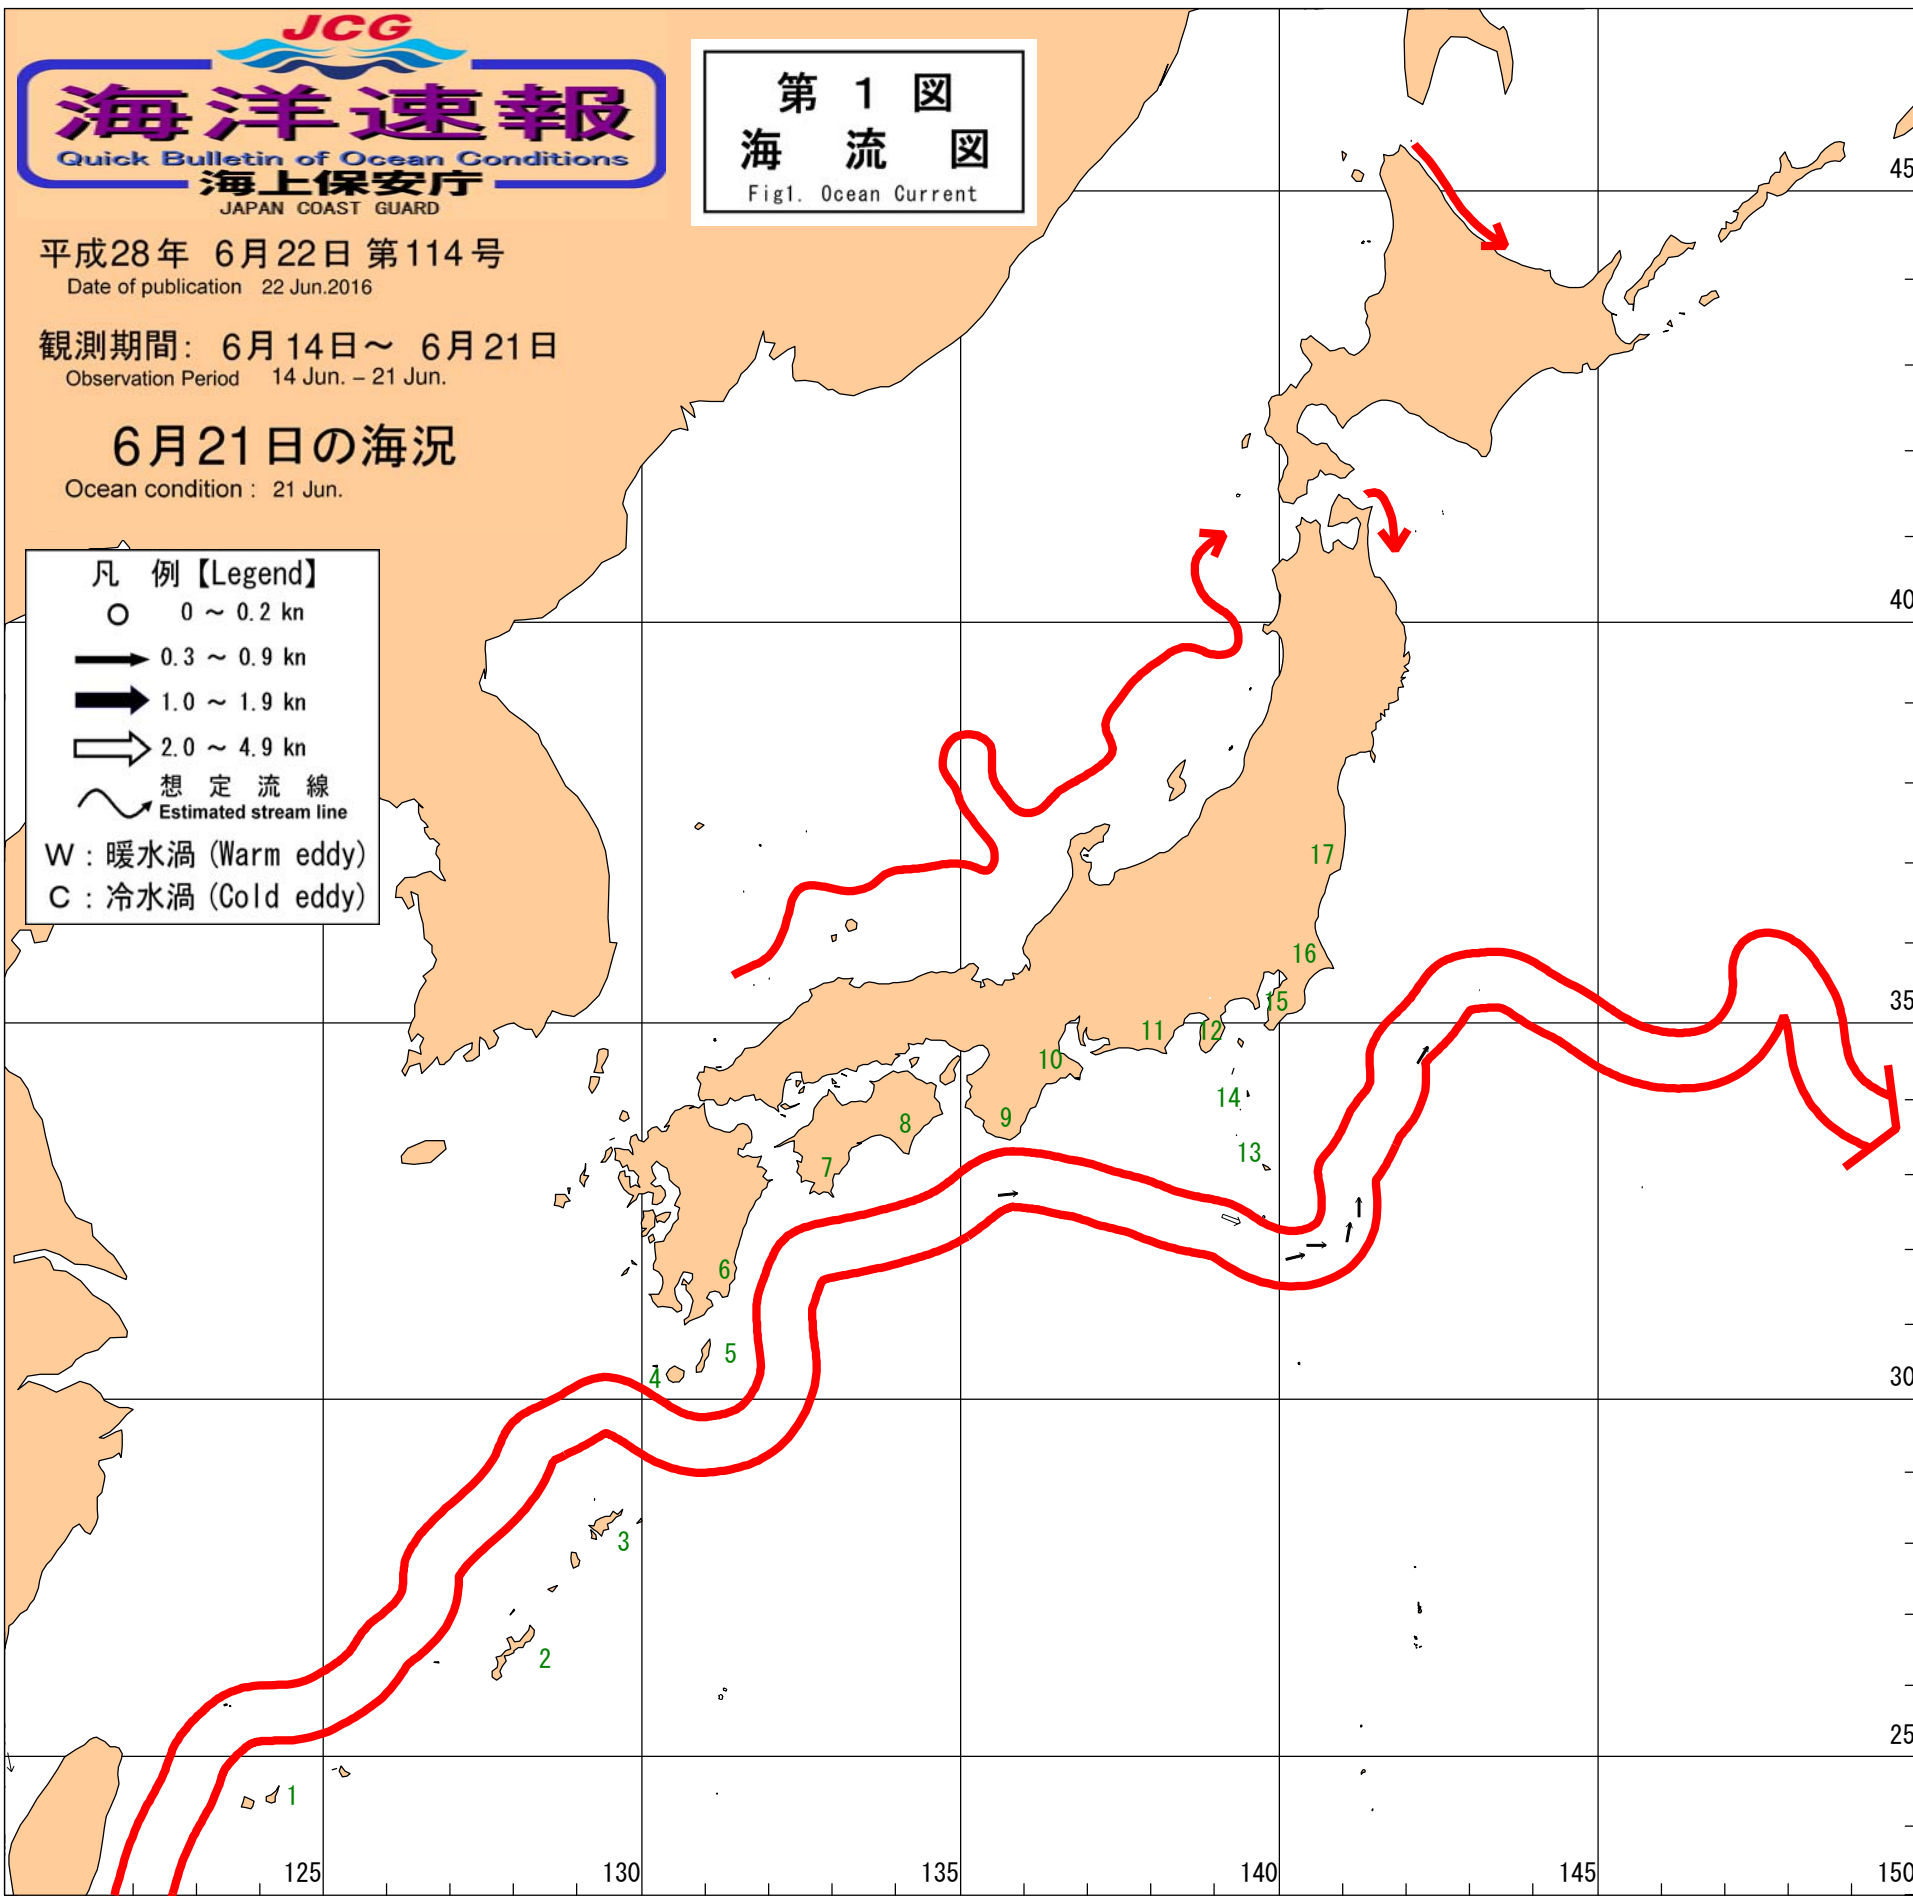 JCG
海洋速報
Quick Bulletin of Ocean Conditions
海上保安庁
JAPAN COAST GUARD
第 1 図
海 流 図
Fig1. Ocean Current
平成28年 6月22日 第114号
Date of publication 22 Jun.2016
観測期間: 6月14日～ 6月21日
Observation Period 14 Jun. – 21 Jun.
6月21日の海況
Ocean condition : 21 Jun.
凡 例【Legend】
0 ～ 0.2 kn
0.3 ～ 0.9 kn
1.0 ～ 1.9 kn
2.0 ～ 4.9 kn
想 定 流 線
Estimated stream line
W : 暖水渦 (Warm eddy)
C : 冷水渦 (Cold eddy)
45
40
17
16
35
15
12
11
10
14
9
8
13
7
6
5
4
30
3
2
25
1
125
130
135
140
145
150